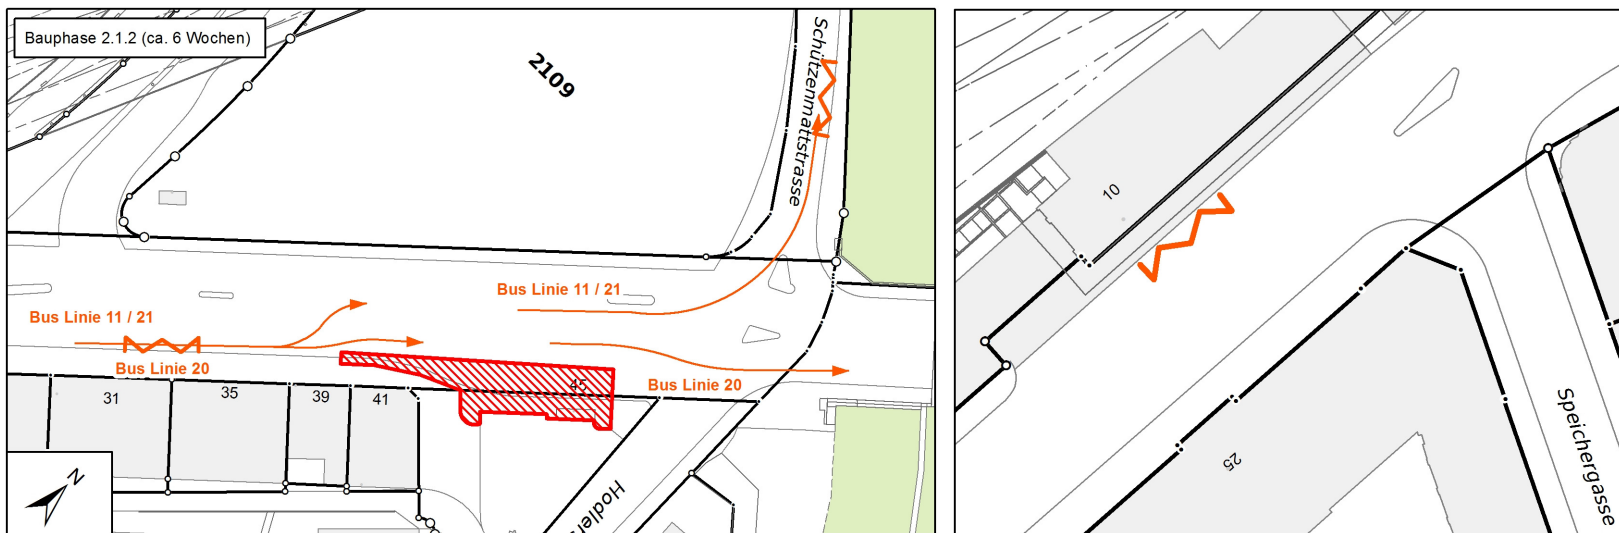 Bauphase 2.1.2 (ca. 6 Wochen)
2109
Schützenmattstrasse
Bus Linie 11 / 21
Bus Linie 11 / 21
Bus Linie 20
Bus Linie 20
31
35
39
41
45
N
Hodler
10
25
Speichergasse